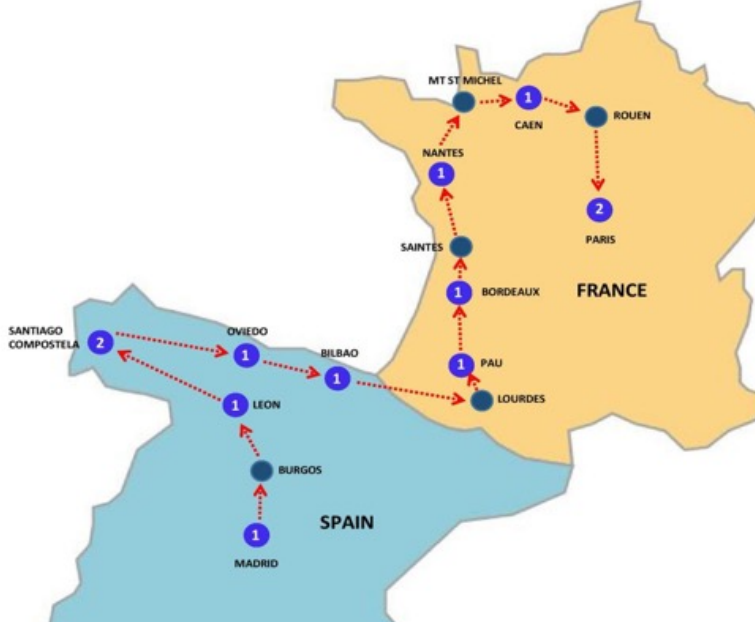 MT ST MICHEL
1
CAEN
ROUEN
NANTES
1
2
PARIS
SAINTES
1
BORDEAUX
FRANCE
SANTIAGO
COMPOSTELA
2
OVIEDO
1
BILBAO
1
1
PAU
LOURDES
1
LEON
BURGOS
SPAIN
1
MADRID